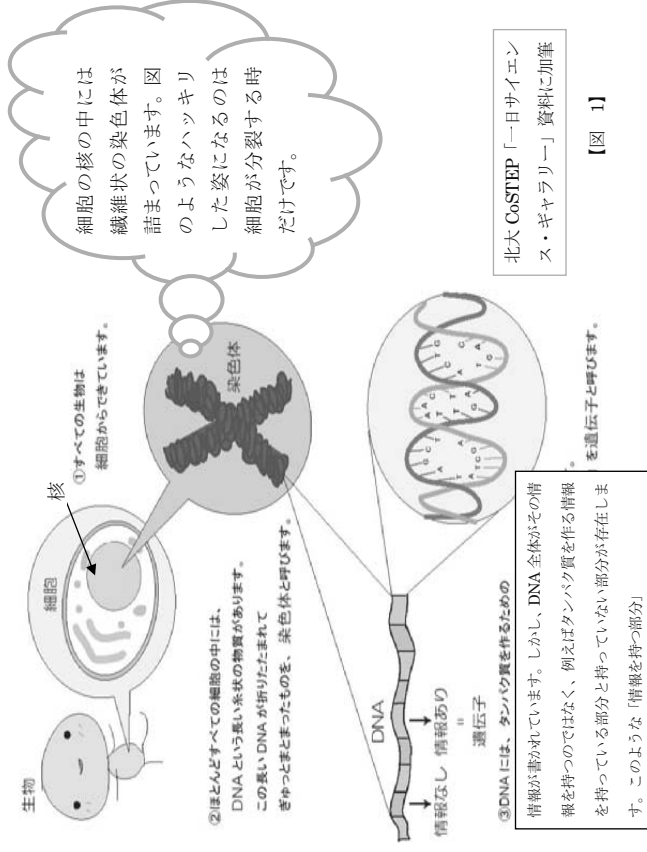 生物
細胞
核
①すべての生物は
細胞からできています。
②ほとんどすべての細胞の中には、
DNAという長い糸状の物質があります。
この長いDNAが折りたたまれて
ぎゅっとまとまったものを、染色体と呼びます。
染色体
細胞の核の中には
繊維状の染色体が
詰まっています。図
のようなハッキリ
した姿になるのは
細胞が分裂する時
だけです。
DNA
情報なし 情報あり
=
遺伝子
③DNAには、タンパク質を作るための
情報が書かれています。しかし、DNA全体がその情
報を持つのではなく、例えばタンパク質を作る情報
を持っている部分と持っていない部分が存在しま
す。このような「情報を持つ部分」
を遺伝子と呼びます。
北大 CoSTEP「一日サイエン
ス・ギャラリー」資料に加筆
【図 1】